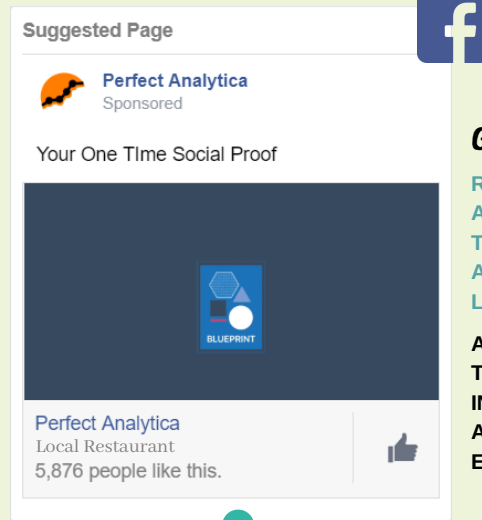 Suggested Page
Perfect Analytica
Sponsored
Your One TIme Social Proof
BLUEPRINT
Perfect Analytica
Local Restaurant
5,876 people like this.